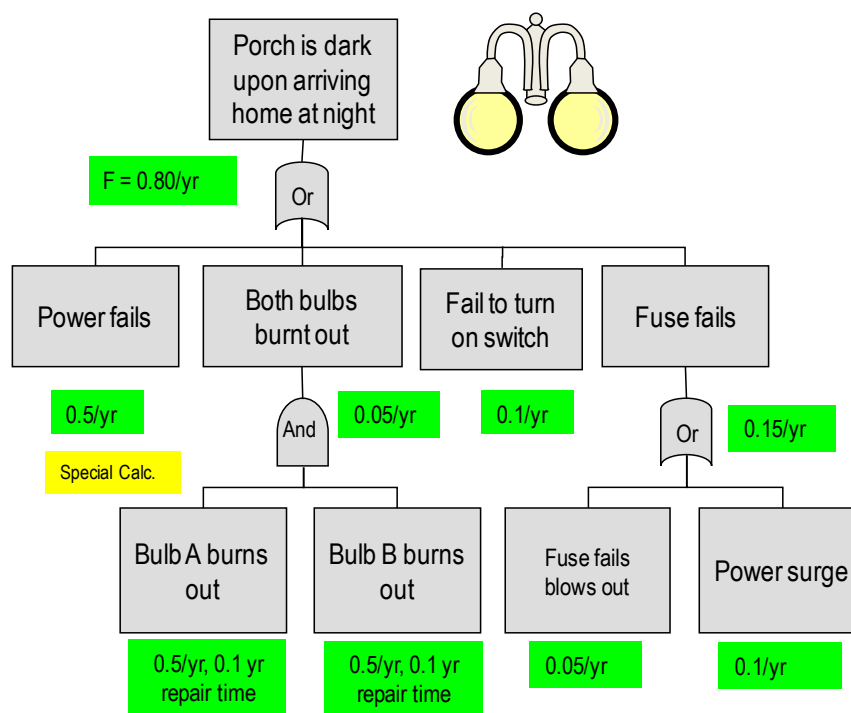 Porch is dark
upon arriving
home at night
F = 0.80/yr
Or
Power fails
Both bulbs
burnt out
Fail to turn
on switch
Fuse fails
0.5/yr
And
0.05/yr
0.1/yr
Or
0.15/yr
Special Calc.
Bulb A burns
out
Bulb B burns
out
Fuse fails
blows out
Power surge
0.5/yr, 0.1 yr
repair time
0.5/yr, 0.1 yr
repair time
0.05/yr
0.1/yr